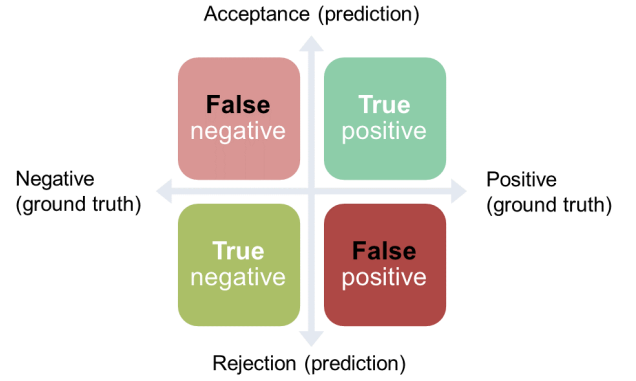 Acceptance (prediction)
False
negative
True
positive
Negative
(ground truth)
Positive
(ground truth)
True
negative
False
positive
Rejection (prediction)